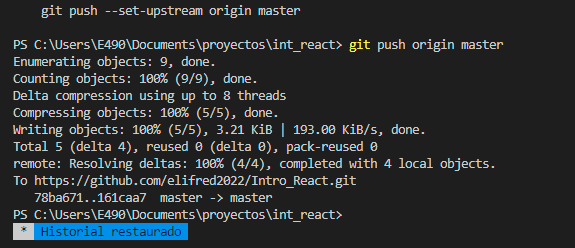 git push --set-upstream origin master
PS C:\Users\E490\Documents\proyectos\int_react> git push origin master
Enumerating objects: 9, done.
Counting objects: 100% (9/9), done.
Delta compression using up to 8 threads
Compressing objects: 100% (5/5), done.
Writing objects: 100% (5/5), 3.21 KiB | 193.00 KiB/s, done.
Total 5 (delta 4), reused 0 (delta 0), pack-reused 0
remote: Resolving deltas: 100% (4/4), completed with 4 local objects.
To https://github.com/elifred2022/Intro_React.git
78ba671..161caa7  master -> master
PS C:\Users\E490\Documents\proyectos\int_react>
* Historial restaurado